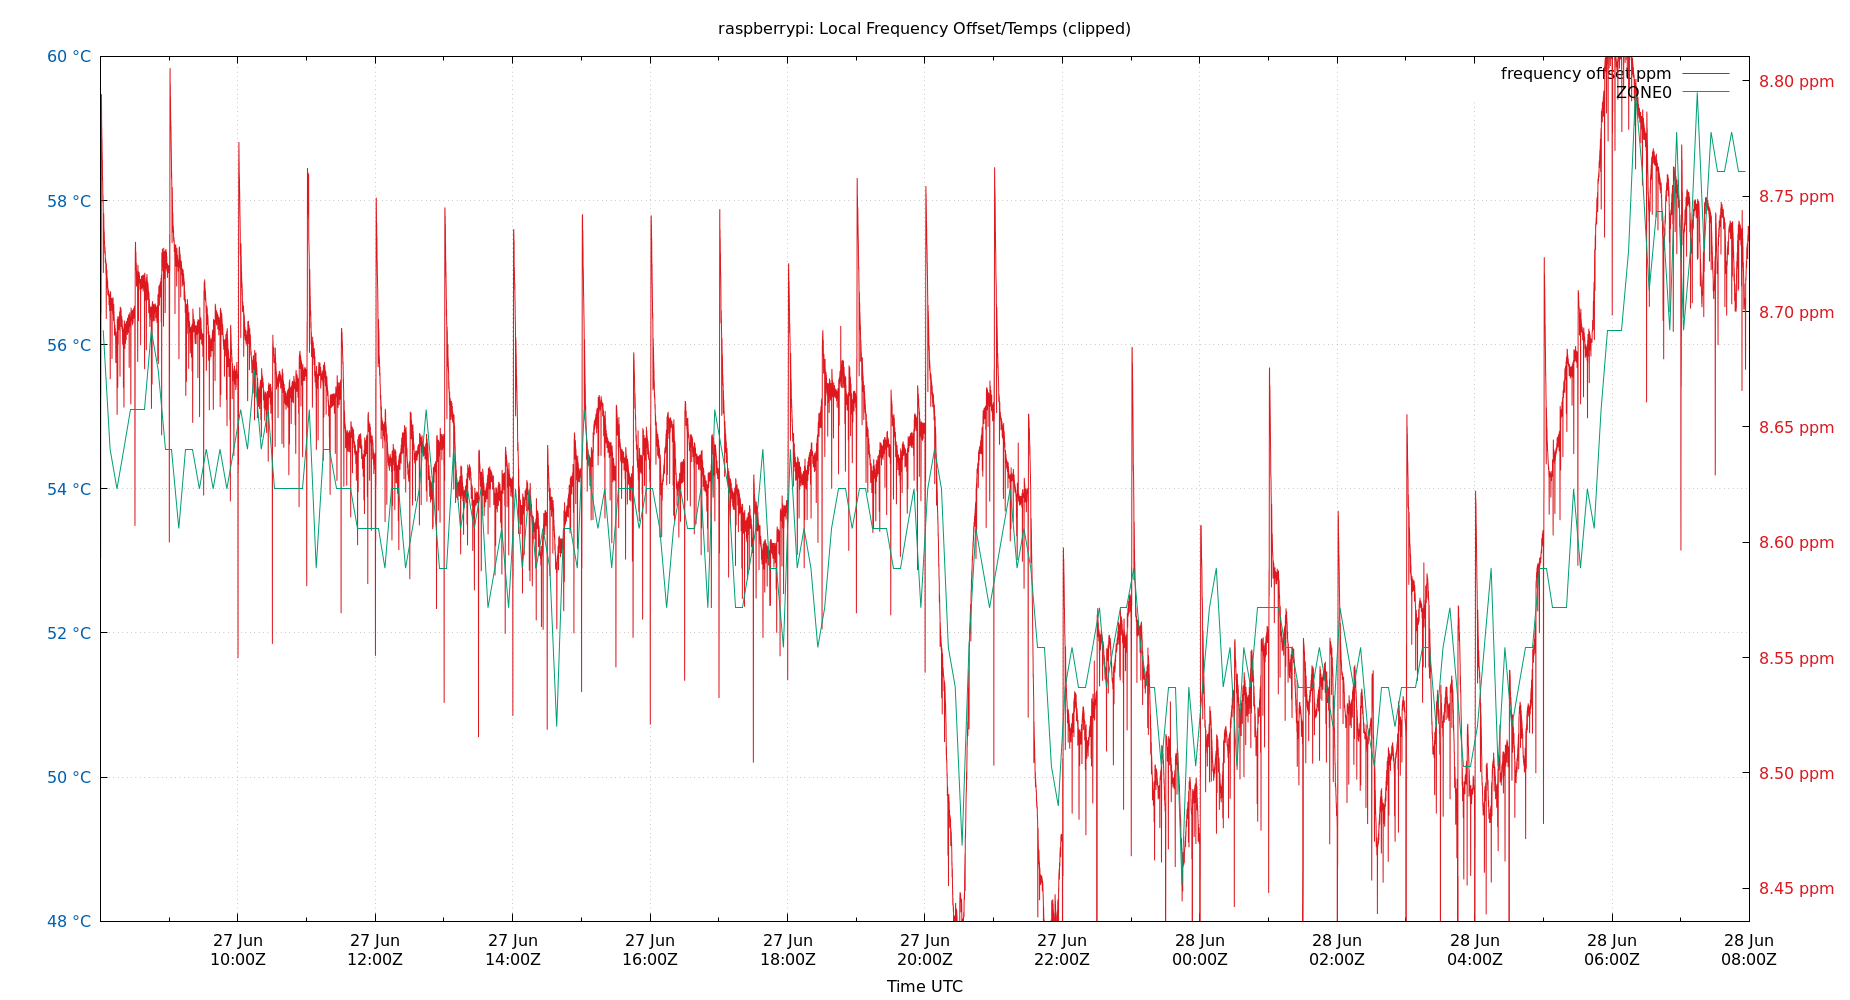 raspberrypi: Local Frequency Offset/Temps (clipped)
60 °C
58 °C
56 °C
54 °C
52 °C
50 °C
48 °C
frequency offset ppm
ZONE0
8.80 ppm
8.75 ppm
8.70 ppm
8.65 ppm
8.60 ppm
8.55 ppm
8.50 ppm
8.45 ppm
27 Jun 27 Jun 27 Jun 27 Jun 27 Jun 27 Jun 27 Jun 28 Jun 28 Jun 28 Jun 28 Jun 28 Jun
10:00Z 12:00Z 14:00Z 16:00Z 18:00Z 20:00Z 22:00Z 00:00Z 02:00Z 04:00Z 06:00Z 08:00Z
Time UTC